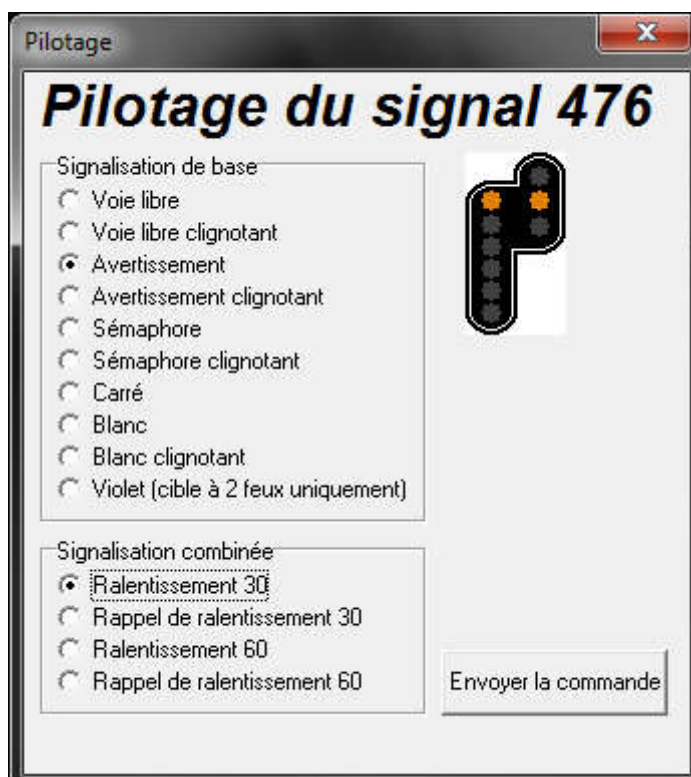 Pilotage
Pilotage du signal 476
Signalisation de base
Voie libre
Voie libre clignotant
Avertissement
Avertissement clignotant
Sémaphore
Sémaphore clignotant
Carré
Blanc
Blanc clignotant
Violet (cible à 2 feux uniquement)
Signalisation combinée
Ralentissement 30
Rappel de ralentissement 30
Ralentissement 60
Rappel de ralentissement 60
Envoyer la commande